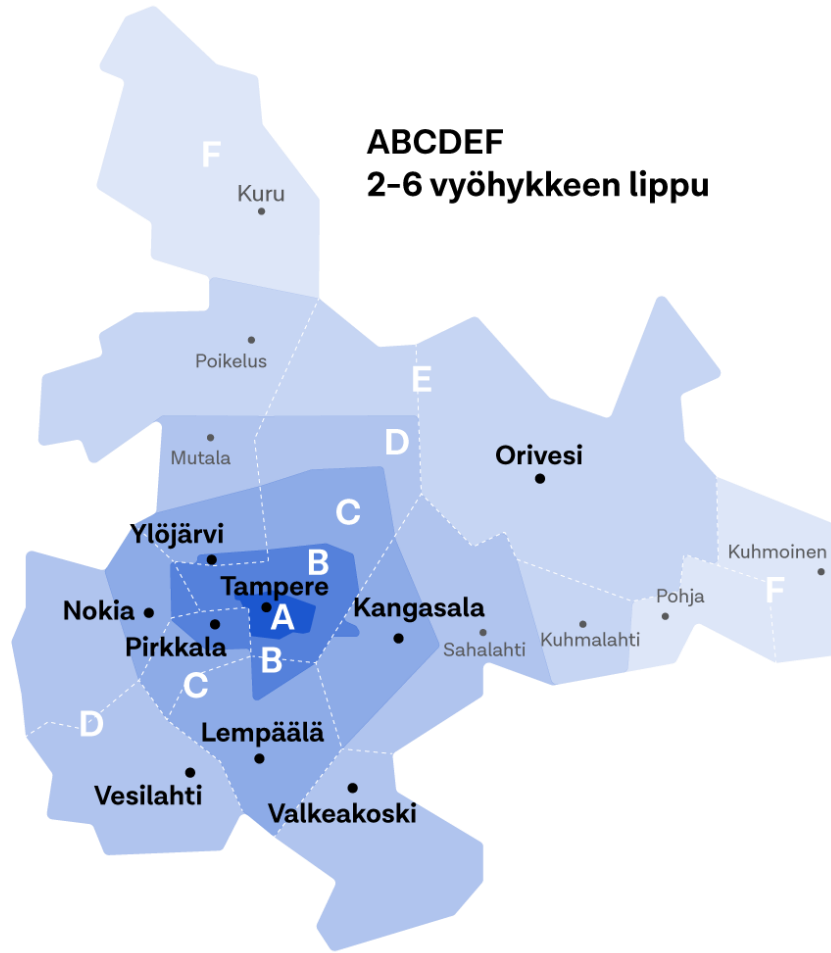 ABCDEF
2–6 vyöhykkeen lippu
F
Kuru
Poikelus
E
D
Mutala
Orivesi
C
Ylöjärvi
B
Kuhmoinen
Tampere
F
Nokia
A
Kangasala
Pohja
Pirkkala
Kuhmalahti
Sahalahti
B
C
D
Lempäälä
Vesilahti
Valkeakoski